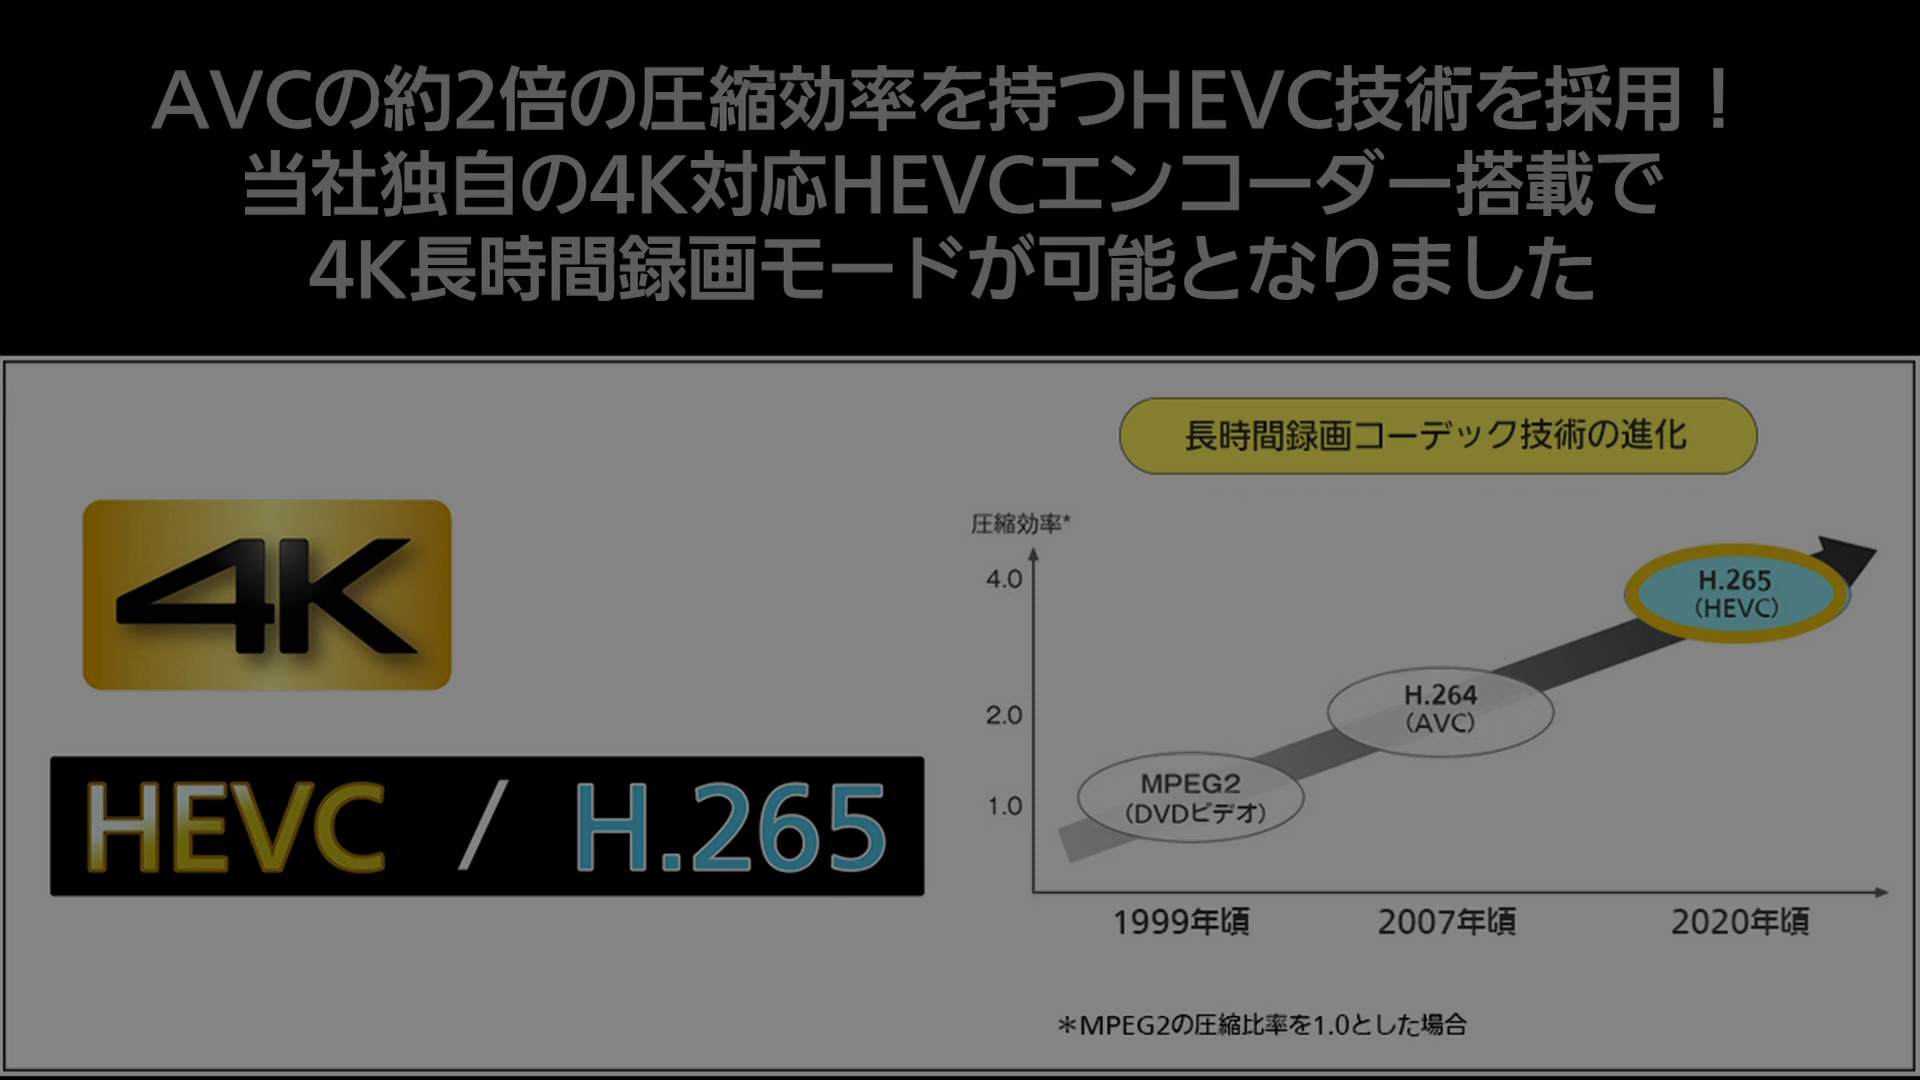 AVCの約2倍の圧縮効率を持つHEVC技術を採用！
当社独自の4K対応HEVCエンコーダー搭載で
4K長時間録画モードが可能となりました
4K
HEVC / H.265
長時間録画コーデック技術の進化
圧縮効率*
4.0
2.0
1.0
H.265
(HEVC)
H.264
(AVC)
MPEG2
(DVDビデオ)
1999年頃
2007年頃
2020年頃
＊MPEG2の圧縮比率を1.0とした場合